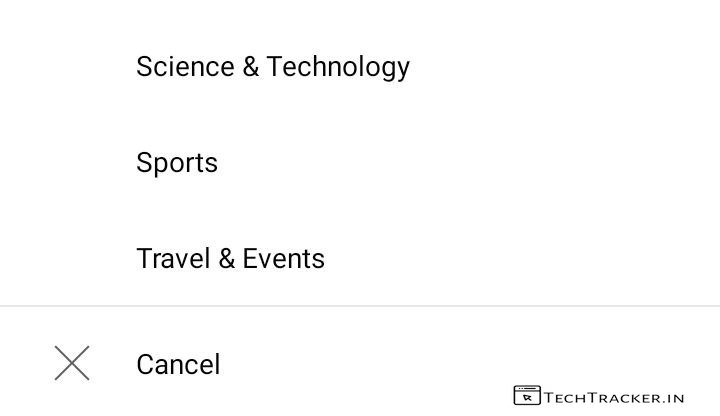 Science & Technology
Sports
Travel & Events
Cancel
TECHTRACKER.IN